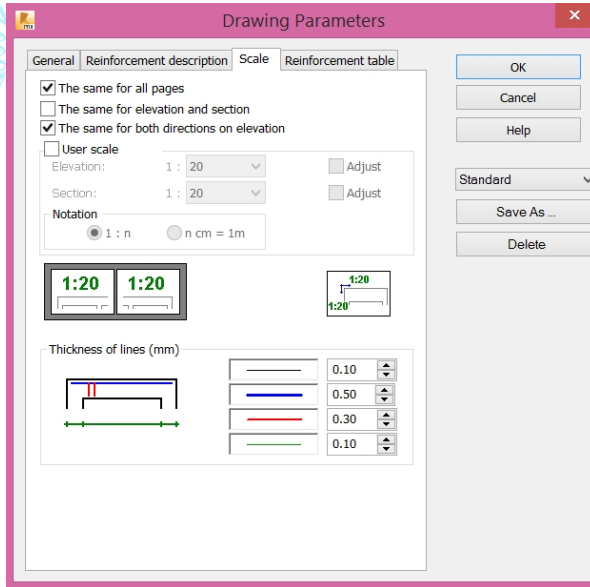 Drawing Parameters
General Reinforcement description Scale Reinforcement table
The same for all pages
The same for elevation and section
The same for both directions on elevation
User scale
Elevation: 1 : 20 Adjust
Section: 1 : 20 Adjust
Notation
1 : n n cm = 1m
1:20 1:20
1:20
1:20
Thickness of lines (mm)
0.10
0.50
0.30
0.10
OK
Cancel
Help
Standard
Save As ...
Delete